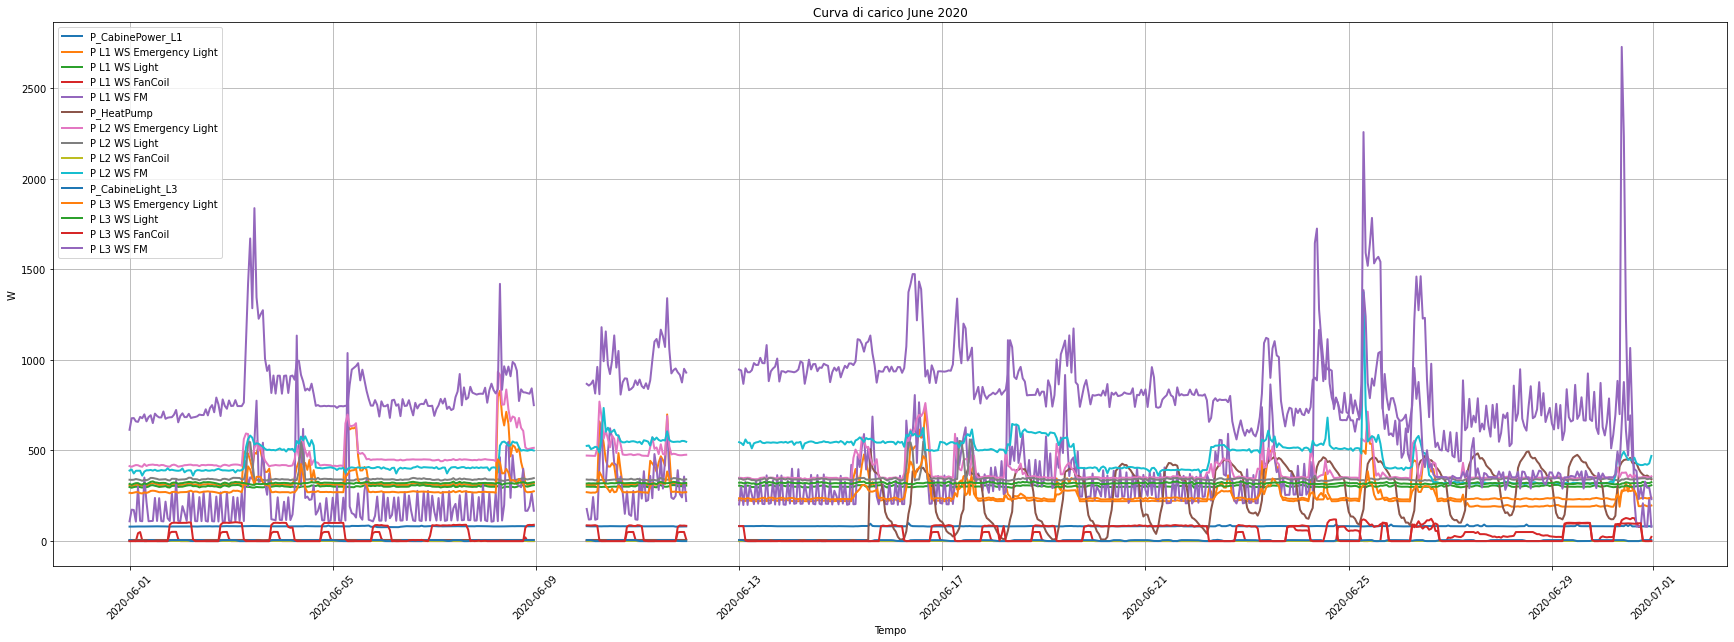 Curva di carico June 2020
P_CabinePower_L1
P L1 WS Emergency Light
P L1 WS Light
P L1 WS FanCoil
P L1 WS FM
P_HeatPump
P L2 WS Emergency Light
P L2 WS Light
P L2 WS FanCoil
P L2 WS FM
P_CabineLight_L3
P L3 WS Emergency Light
P L3 WS Light
P L3 WS FanCoil
P L3 WS FM
2500
2000
1500
1000
500
0
W
2020-06-01
2020-06-05
2020-06-09
2020-06-13
2020-06-17
2020-06-21
2020-06-25
2020-06-29
2020-07-01
Tempo